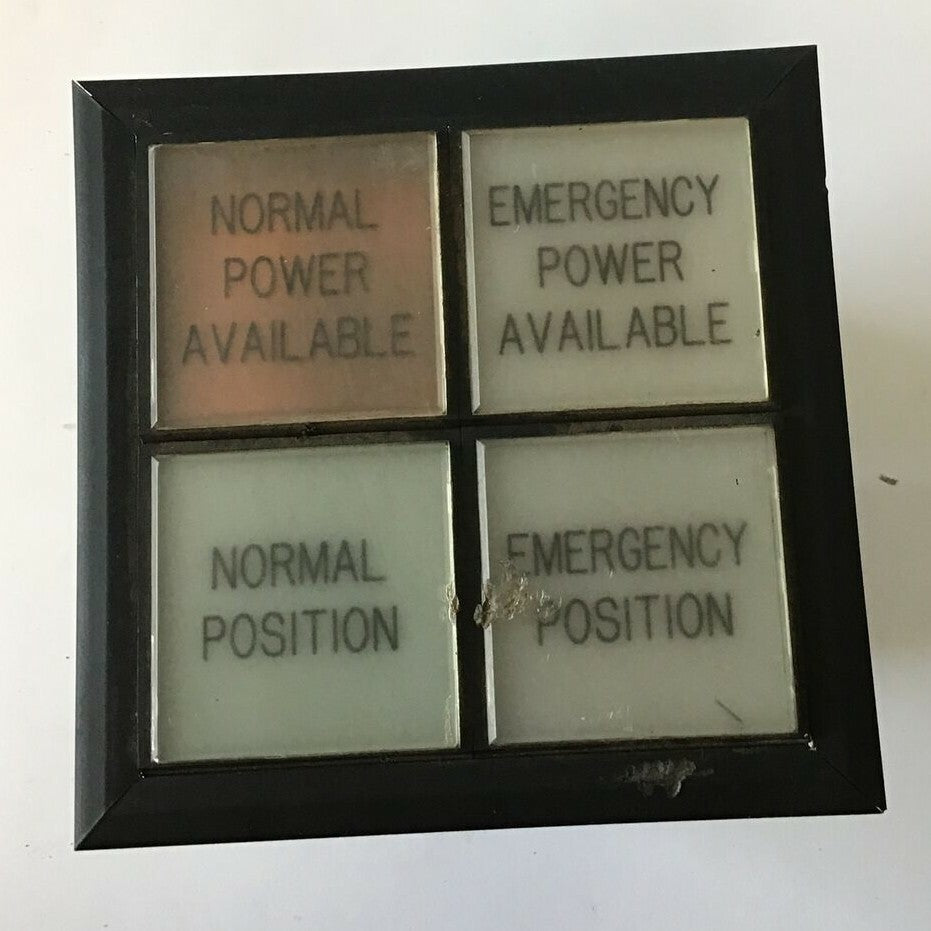 NORMAL
POWER
AVAILABLE
EMERGENCY
POWER
AVAILABLE
NORMAL
POSITION
EMERGENCY
POSITION